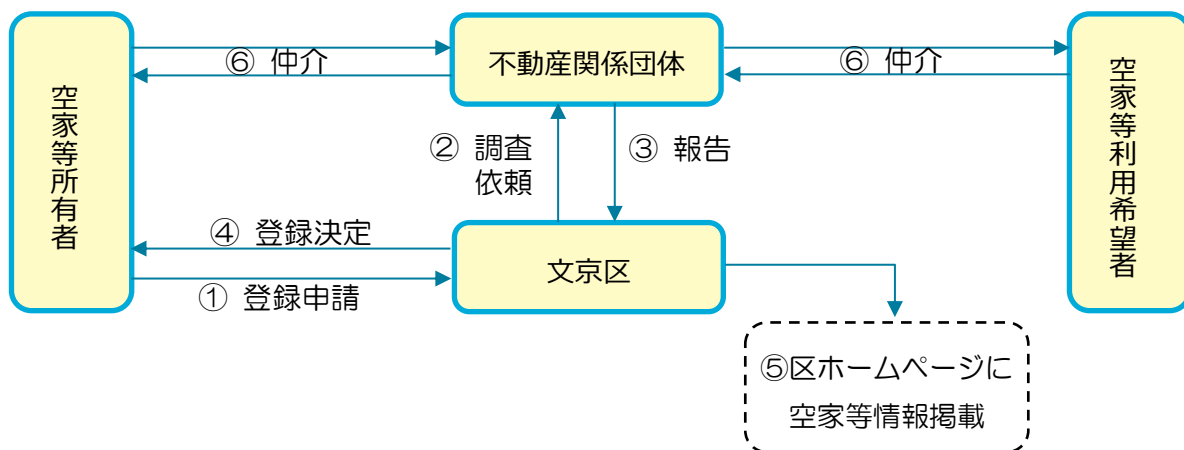 空家等所有者
⑥ 仲介
不動産関係団体
⑥ 仲介
空家等利用希望者
② 調査
依頼
③ 報告
④ 登録決定
文京区
① 登録申請
⑤区ホームページに
空家等情報掲載